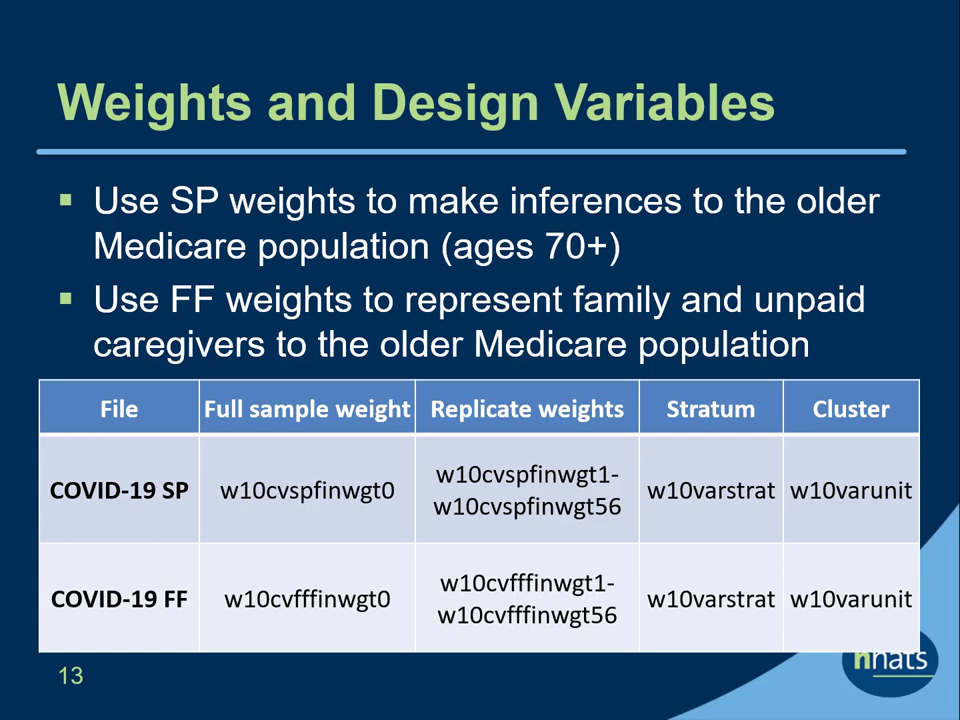 Weights and Design Variables
Use SP weights to make inferences to the older
Medicare population (ages 70+)
Use FF weights to represent family and unpaid
caregivers to the older Medicare population
File Full sample weight Replicate weights Stratum Cluster
COVID-19 SP w10cvspfinwgt0 w10cvspfinwgt1-
w10cvspfinwgt56 w10varstrat w10varunit
COVID-19 FF w10cvfffinwgt0 w10cvfffinwgt1-
w10cvfffinwgt56 w10varstrat w10varunit
13
nhats